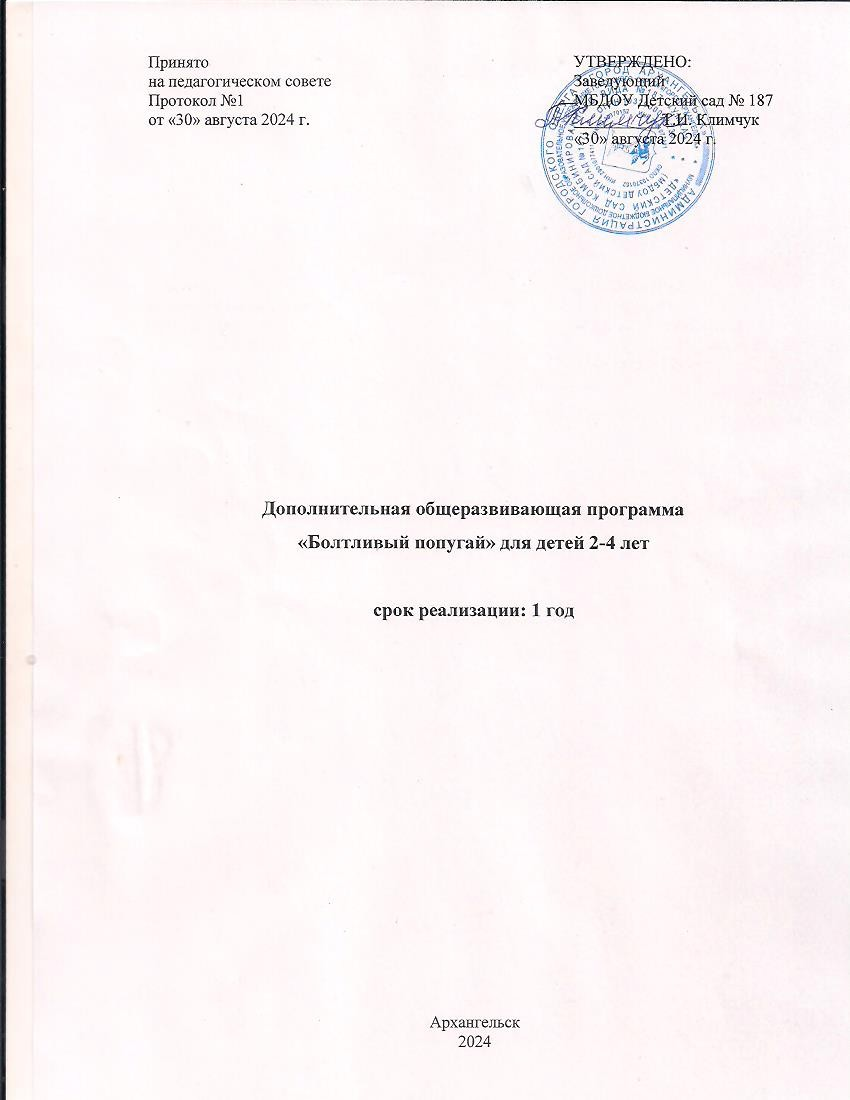 Принято
на педагогическом совете
Протокол №1
от «30» августа 2024 г.
УТВЕРЖДЕНО:
Заведующий
МБДОУ Детский сад № 187
Т.И. Климчук
«30» августа 2024 г.
Дополнительная общеразвивающая программа
«Болтливый попугай» для детей 2-4 лет
срок реализации: 1 год
Архангельск
2024